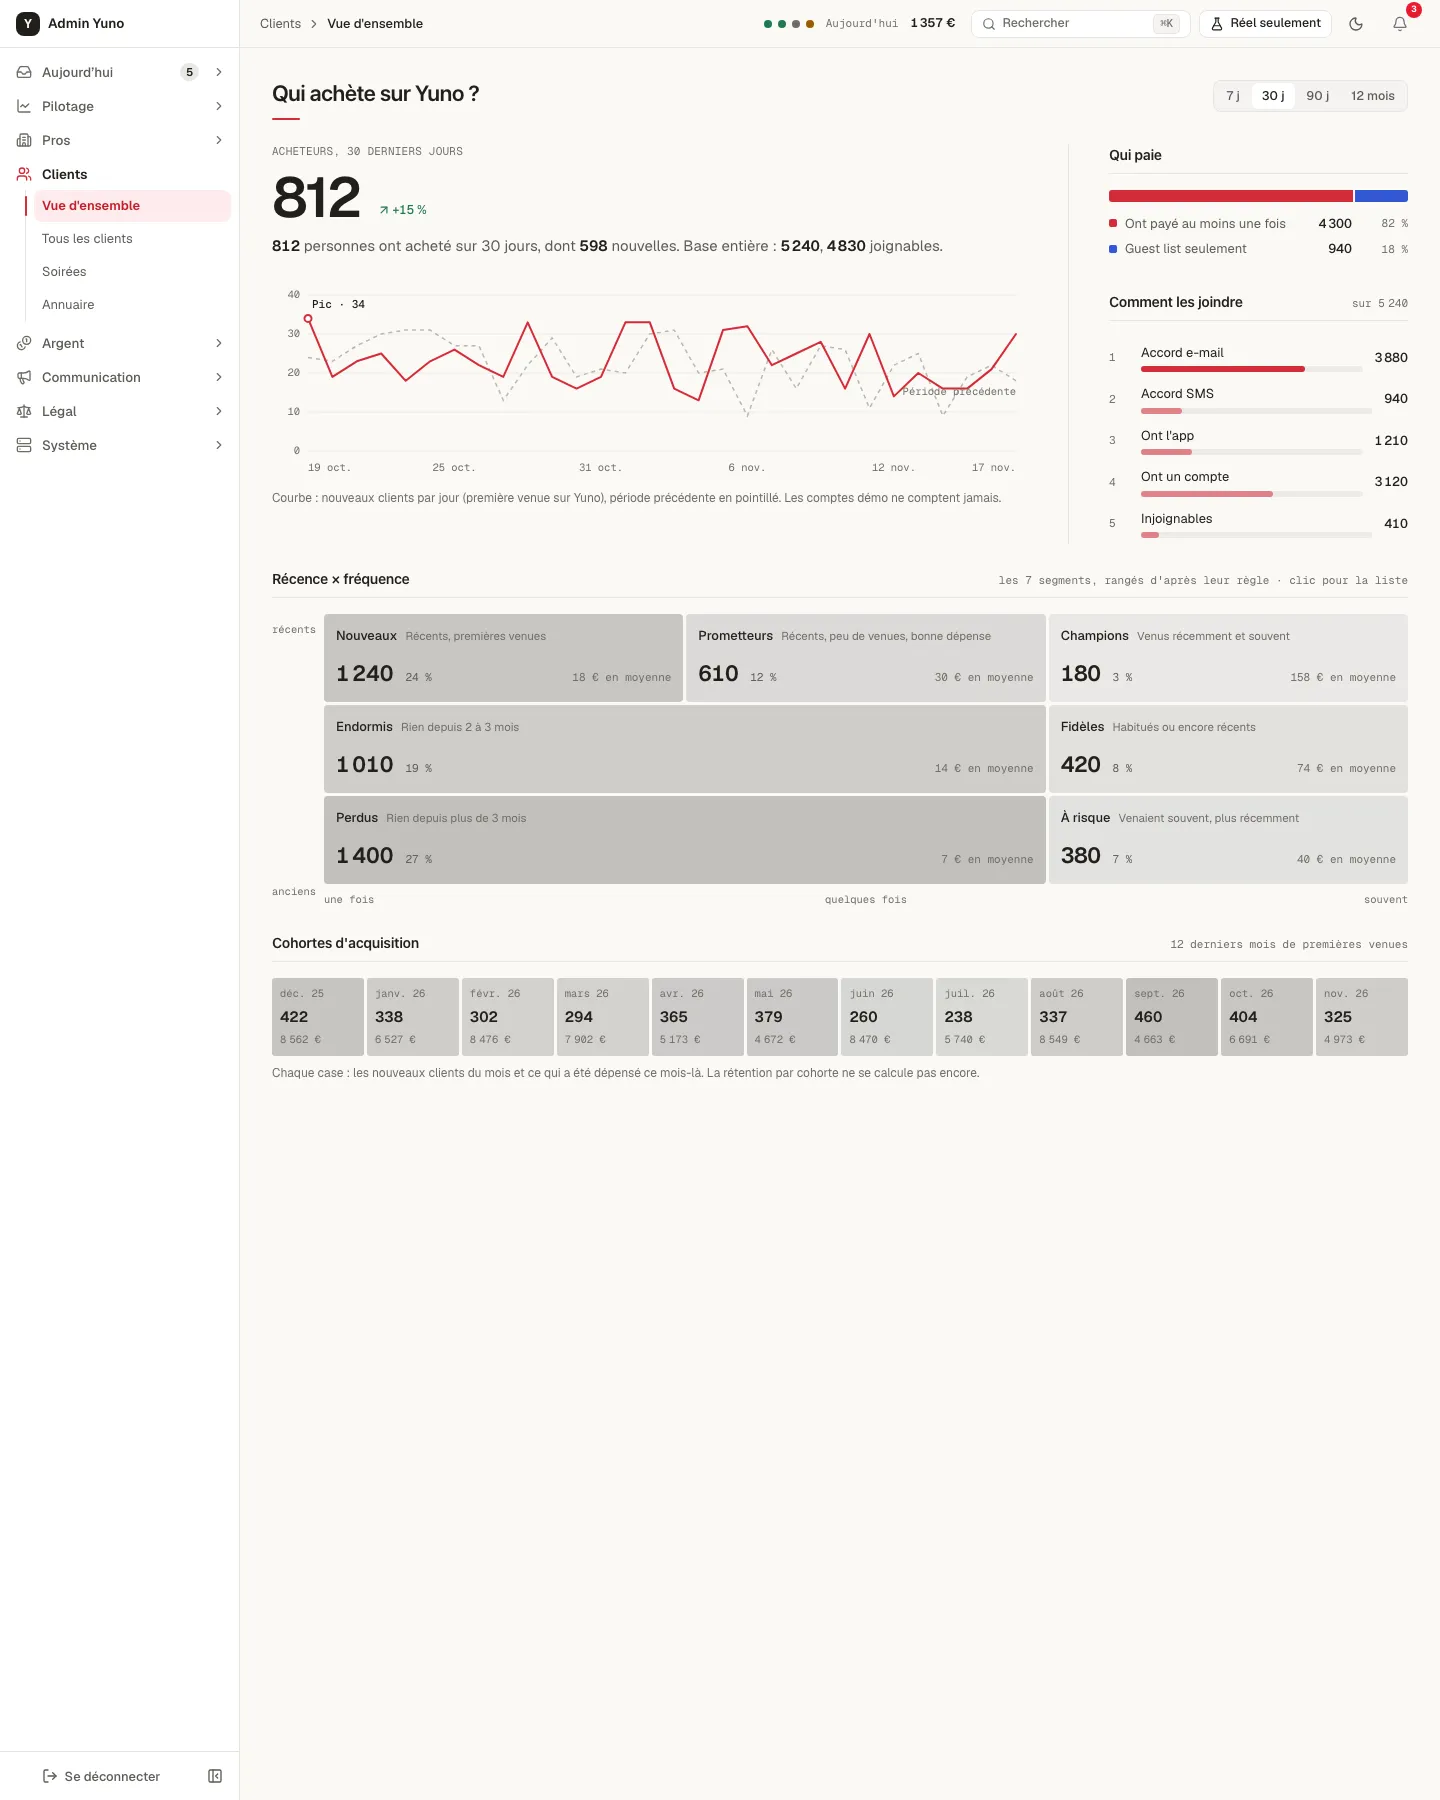 Y Admin Yuno
Aujourd'hui 5
Pilotage
Pros
Clients
Vue d'ensemble
Tous les clients
Soirées
Annuaire
Argent
Communication
Légal
Système
Se déconnecter
Clients > Vue d'ensemble
Aujourd'hui 1 357 €
Rechercher ⌘K
Réel seulement
3
Qui achète sur Yuno ?
7 j 30 j 90 j 12 mois
ACHETEURS, 30 DERNIERS JOURS
812 +15 %
812 personnes ont acheté sur 30 jours, dont 598 nouvelles. Base entière : 5 240, 4 830 joignables.
40
Pic · 34
30
20
Période précédente
10
0
19 oct. 25 oct. 31 oct. 6 nov. 12 nov. 17 nov.
Courbe : nouveaux clients par jour (première venue sur Yuno), période précédente en pointillé. Les comptes démo ne comptent jamais.
Qui paie
Ont payé au moins une fois 4 300 82 %
Guest list seulement 940 18 %
Comment les joindre sur 5 240
1 Accord e-mail 3 880
2 Accord SMS 940
3 Ont l'app 1 210
4 Ont un compte 3 120
5 Injoignables 410
Récence × fréquence les 7 segments, rangés d'après leur règle · clic pour la liste
récents
Nouveaux Récents, premières venues
1 240 24 % 18 € en moyenne
Prometteurs Récents, peu de venues, bonne dépense
610 12 % 30 € en moyenne
Champions Venus récemment et souvent
180 3 % 158 € en moyenne
Endormis Rien depuis 2 à 3 mois
1 010 19 % 14 € en moyenne
Fidèles Habitués ou encore récents
420 8 % 74 € en moyenne
Perdus Rien depuis plus de 3 mois
1 400 27 % 7 € en moyenne
À risque Venaient souvent, plus récemment
380 7 % 40 € en moyenne
anciens
une fois quelques fois souvent
Cohortes d'acquisition 12 derniers mois de premières venues
déc. 25 janv. 26 févr. 26 mars 26 avr. 26 mai 26 juin 26 juil. 26 août 26 sept. 26 oct. 26 nov. 26
422 338 302 294 365 379 260 238 337 460 404 325
8 562 € 6 527 € 8 476 € 7 902 € 5 173 € 4 672 € 8 470 € 5 740 € 8 549 € 4 663 € 6 691 € 4 973 €
Chaque case : les nouveaux clients du mois et ce qui a été dépensé ce mois-là. La rétention par cohorte ne se calcule pas encore.